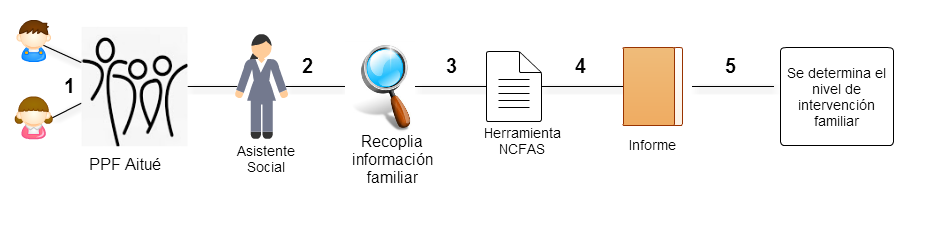 1
PPF Aitué
Asistente
Social
2
Recoplia
información
familiar
3
Herramienta
NCFAS
4
Informe
5
Se determina el
nivel de
intervención
familiar